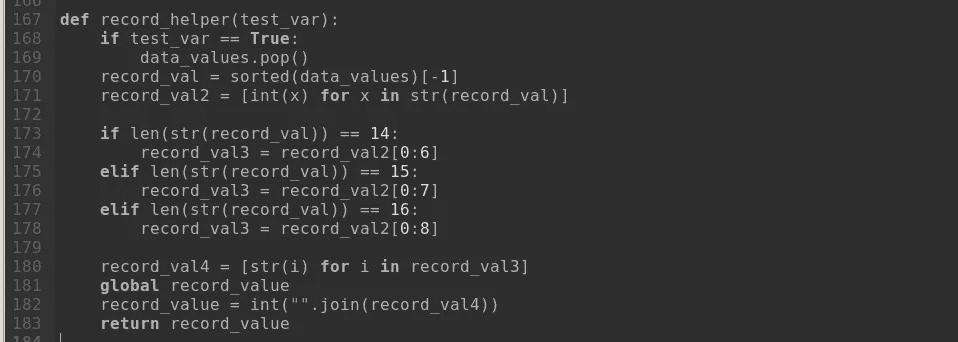 166
167 def record_helper(test_var):
168     if test_var == True:
169         data_values.pop()
170     record_val = sorted(data_values)[-1]
171     record_val2 = [int(x) for x in str(record_val)]
172
173     if len(str(record_val)) == 14:
174         record_val3 = record_val2[0:6]
175     elif len(str(record_val)) == 15:
176         record_val3 = record_val2[0:7]
177     elif len(str(record_val)) == 16:
178         record_val3 = record_val2[0:8]
179
180     record_val4 = [str(i) for i in record_val3]
181     global record_value
182     record_value = int("".join(record_val4))
183     return record_value
184